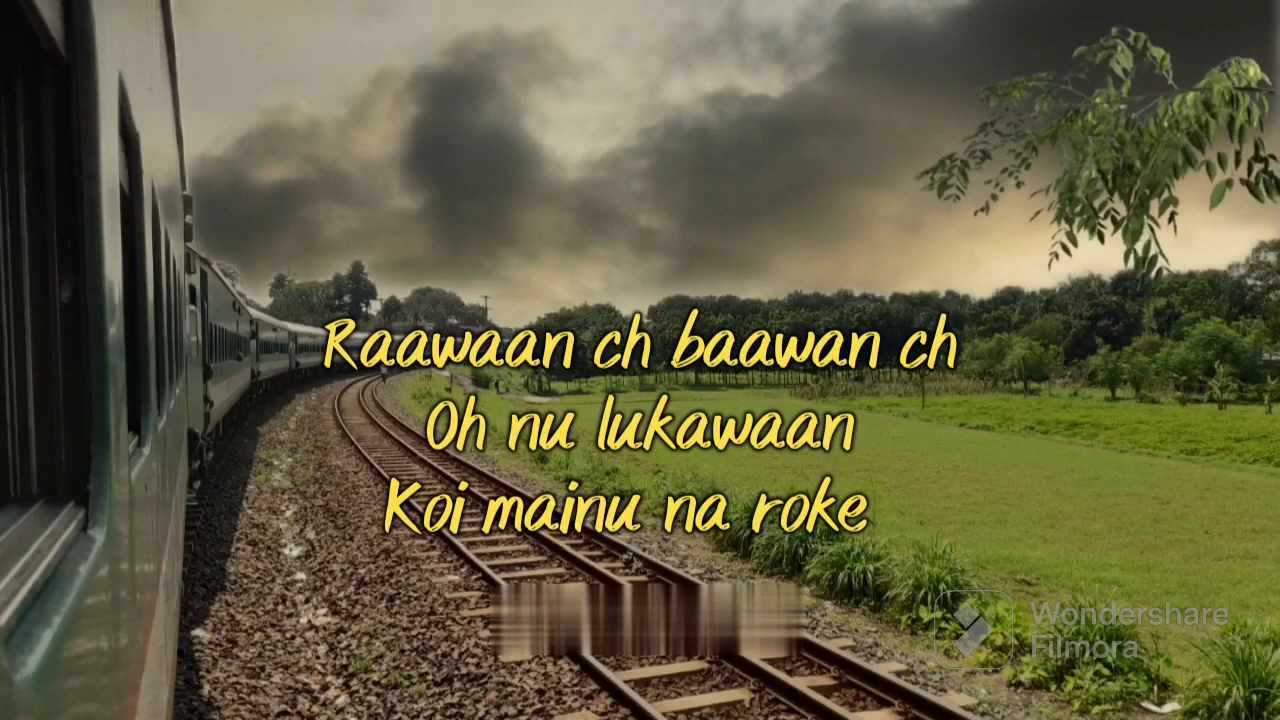 Raawaan ch baawan ch
Oh nu lukawaan
Koi mainu na roke
Wondershare
Filmora